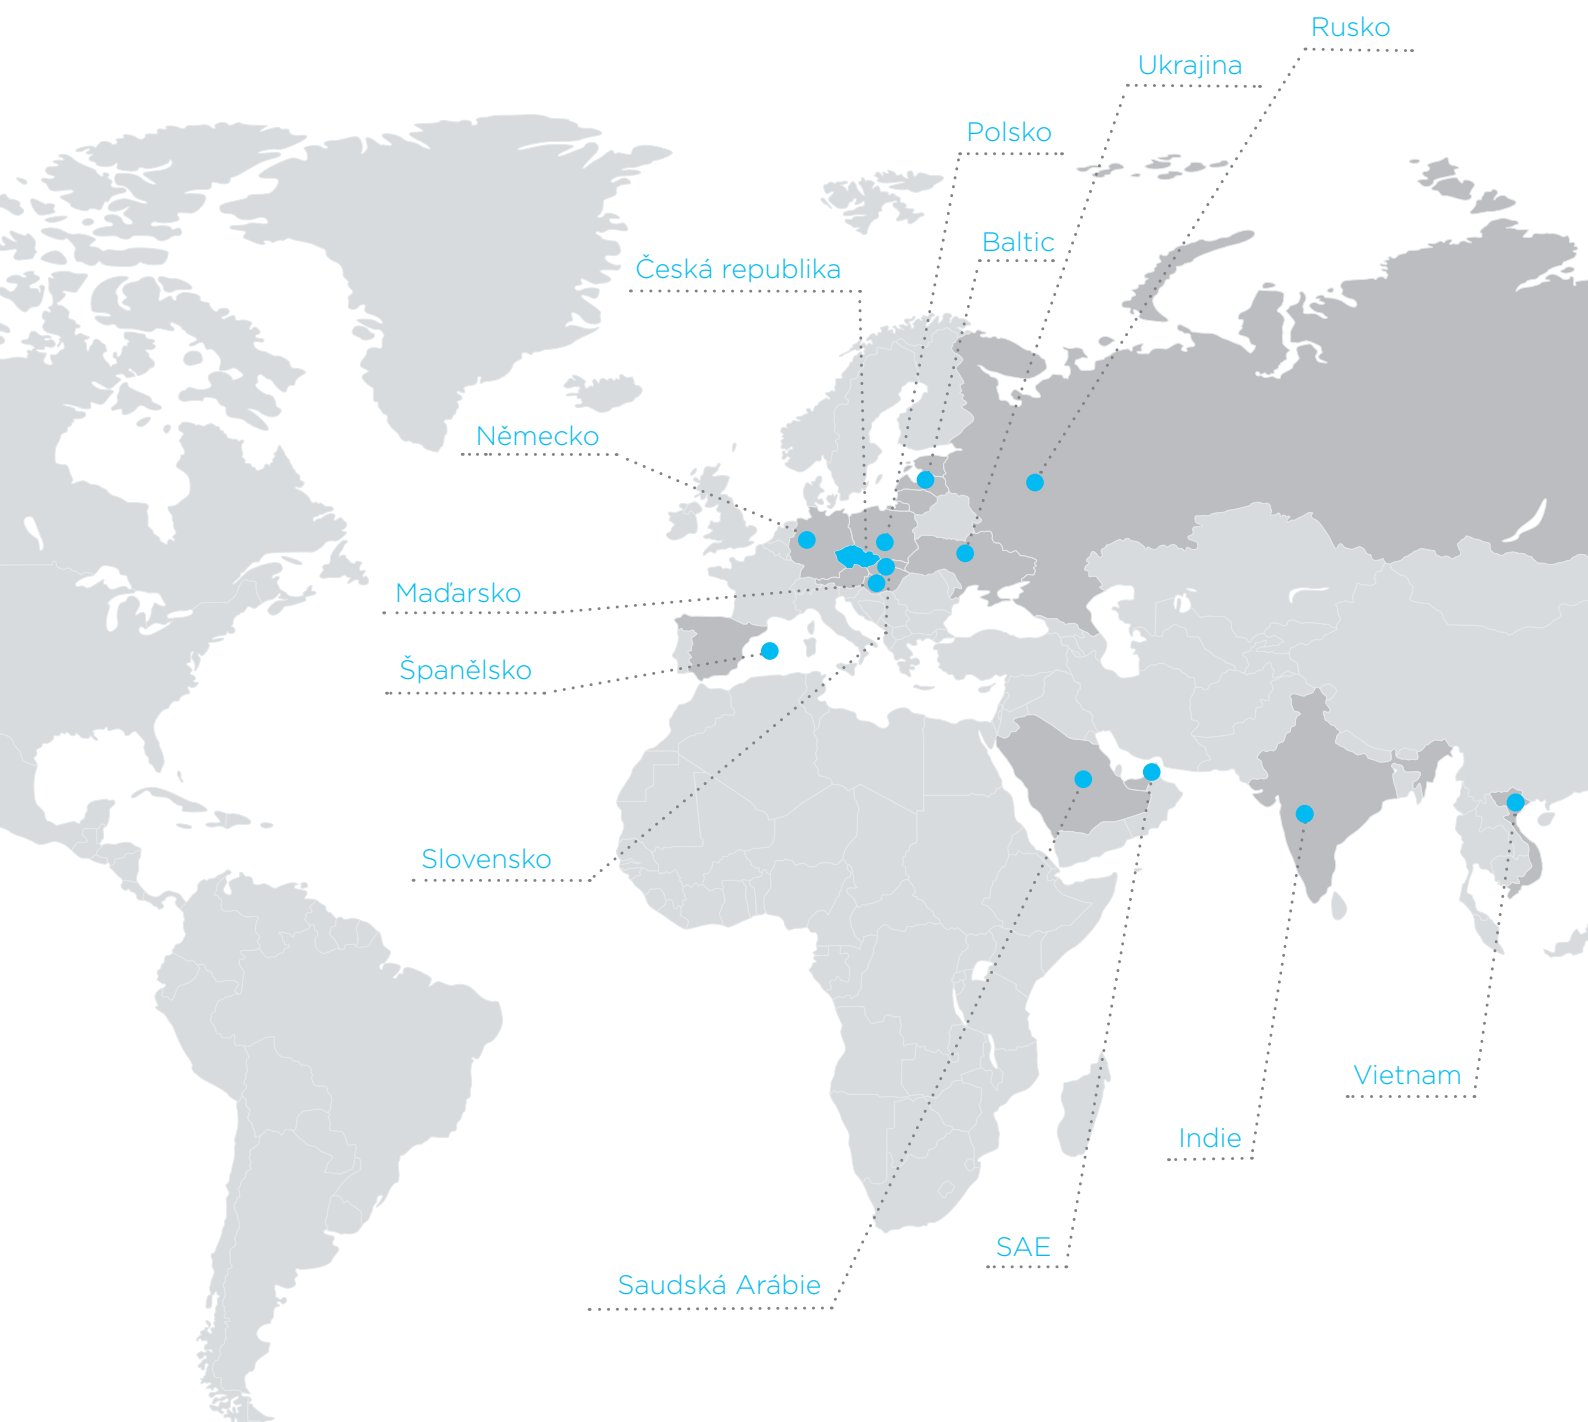 Rusko
Ukrajina
Polsko
Baltic
Česká republika
Německo
Maďarsko
Španělsko
Slovensko
Vietnam
Indie
SAE
Saudská Arábie